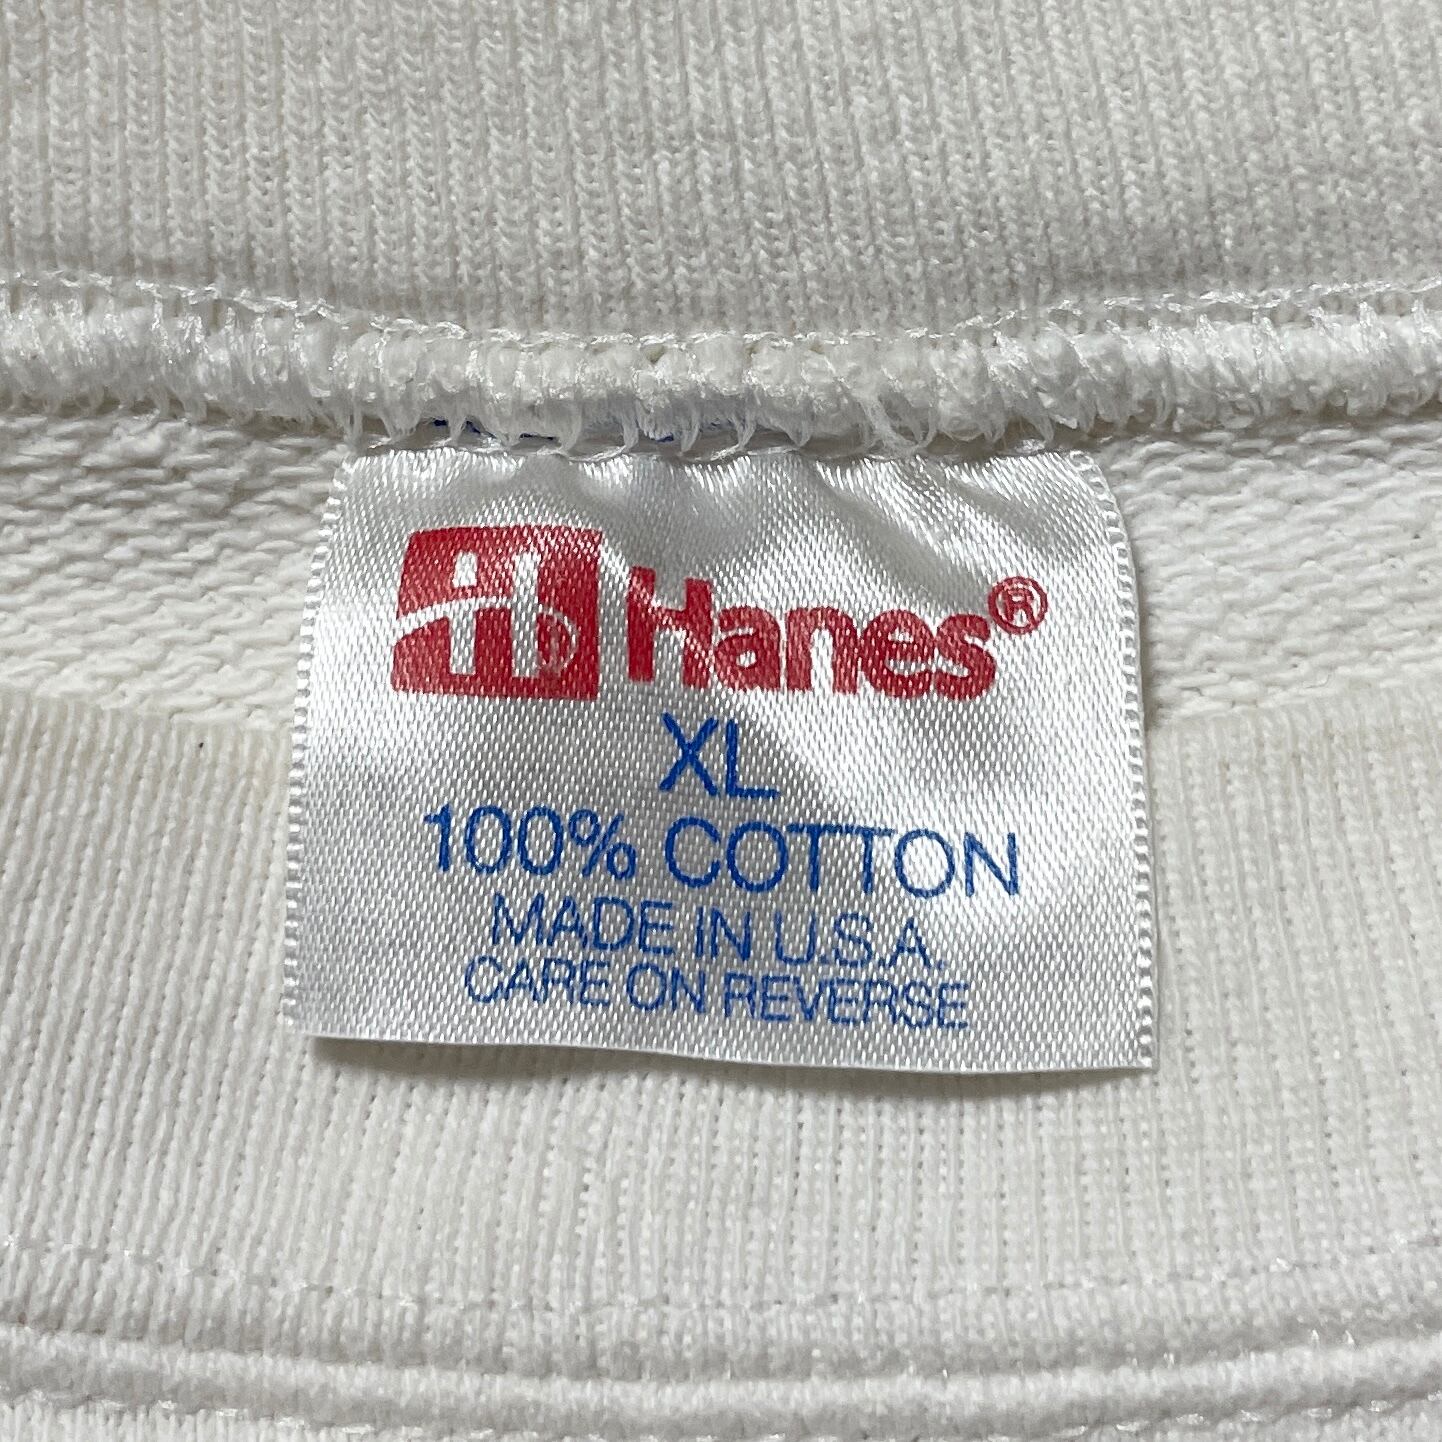 Hanes®
XL
100% COTTON
MADE IN U.S.A.
CARE ON REVERSE